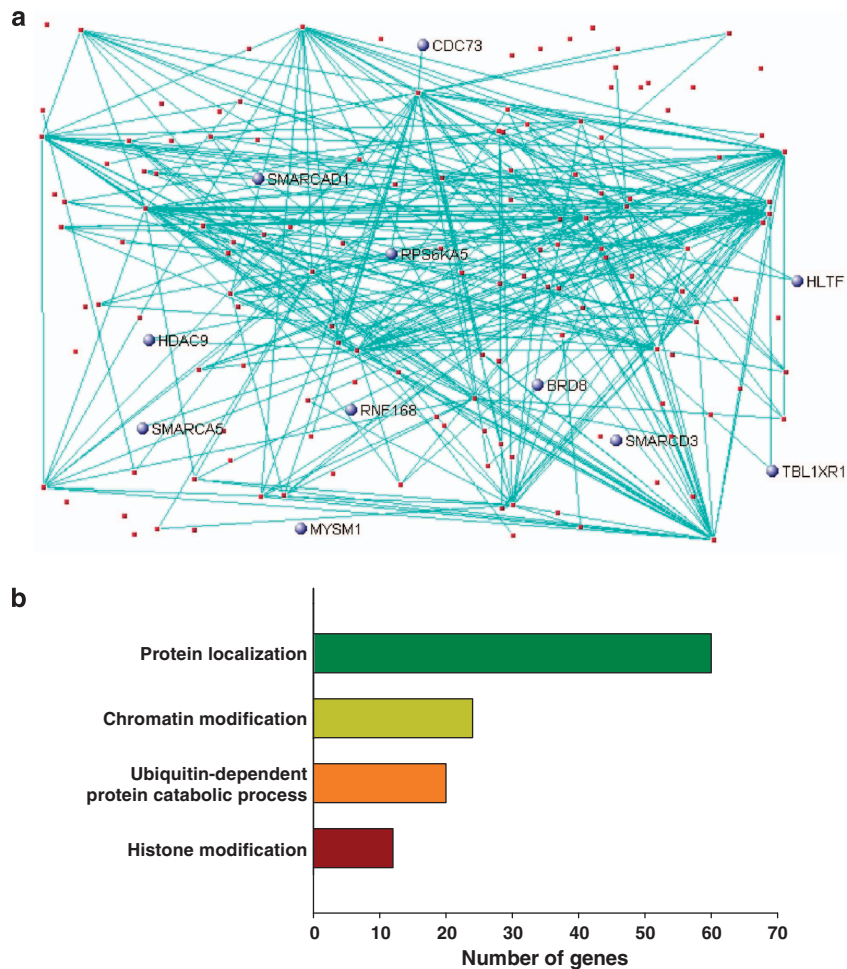 a
CDC73
SMARCAD1
RPS6KA5
HLTF
HDAC9
BRD8
RNF168
SMARCA5
SMARCD3
TBL1XR1
MYSM1
b
Protein localization
Chromatin modification
Ubiquitin-dependent
protein catabolic process
Histone modification
0 10 20 30 40 50 60 70
Number of genes